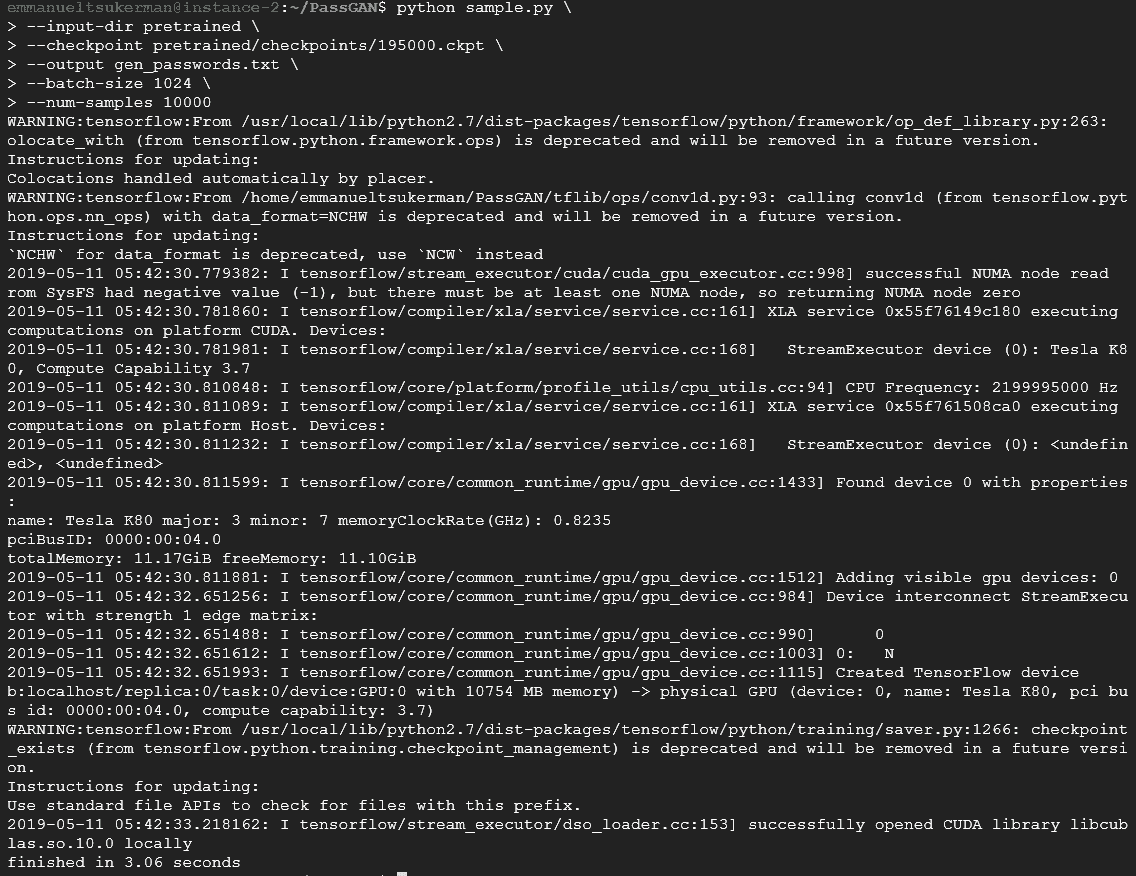 emmanueltsukerman@instance-2:~/PassGAN$ python sample.py \
> --input-dir pretrained \
> --checkpoint pretrained/checkpoints/195000.ckpt \
> --output gen_passwords.txt \
> --batch-size 1024 \
> --num-samples 10000
WARNING:tensorflow:From /usr/local/lib/python2.7/dist-packages/tensorflow/python/framework/op_def_library.py:263:
olocate_with (from tensorflow.python.framework.ops) is deprecated and will be removed in a future version.
Instructions for updating:
Colocations handled automatically by placer.
WARNING:tensorflow:From /home/emmanueltsukerman/PassGAN/tflib/ops/conv1d.py:93: calling conv1d (from tensorflow.pyt
hon.ops.nn_ops) with data_format=NCHW is deprecated and will be removed in a future version.
Instructions for updating:
`NCHW` for data_format is deprecated, use `NCW` instead
2019-05-11 05:42:30.779382: I tensorflow/stream_executor/cuda/cuda_gpu_executor.cc:998] successful NUMA node read
rom SysFS had negative value (-1), but there must be at least one NUMA node, so returning NUMA node zero
2019-05-11 05:42:30.781860: I tensorflow/compiler/xla/service/service.cc:161] XLA service 0x55f76149c180 executing
computations on platform CUDA. Devices:
2019-05-11 05:42:30.781981: I tensorflow/compiler/xla/service/service.cc:168]   StreamExecutor device (0): Tesla K8
0, Compute Capability 3.7
2019-05-11 05:42:30.810848: I tensorflow/core/platform/profile_utils/cpu_utils.cc:94] CPU Frequency: 2199995000 Hz
2019-05-11 05:42:30.811089: I tensorflow/compiler/xla/service/service.cc:161] XLA service 0x55f761508ca0 executing
computations on platform Host. Devices:
2019-05-11 05:42:30.811232: I tensorflow/compiler/xla/service/service.cc:168]   StreamExecutor device (0): <undefin
ed>, <undefined>
2019-05-11 05:42:30.811599: I tensorflow/core/common_runtime/gpu/gpu_device.cc:1433] Found device 0 with properties
:
name: Tesla K80 major: 3 minor: 7 memoryClockRate(GHz): 0.8235
pciBusID: 0000:00:04.0
totalMemory: 11.17GiB freeMemory: 11.10GiB
2019-05-11 05:42:30.811881: I tensorflow/core/common_runtime/gpu/gpu_device.cc:1512] Adding visible gpu devices: 0
2019-05-11 05:42:32.651256: I tensorflow/core/common_runtime/gpu/gpu_device.cc:984] Device interconnect StreamExecu
tor with strength 1 edge matrix:
2019-05-11 05:42:32.651488: I tensorflow/core/common_runtime/gpu/gpu_device.cc:990]      0
2019-05-11 05:42:32.651612: I tensorflow/core/common_runtime/gpu/gpu_device.cc:1003] 0:   N
2019-05-11 05:42:32.651993: I tensorflow/core/common_runtime/gpu/gpu_device.cc:1115] Created TensorFlow device
b:localhost/replica:0/task:0/device:GPU:0 with 10754 MB memory) -> physical GPU (device: 0, name: Tesla K80, pci bu
s id: 0000:00:04.0, compute capability: 3.7)
WARNING:tensorflow:From /usr/local/lib/python2.7/dist-packages/tensorflow/python/training/saver.py:1266: checkpoint
_exists (from tensorflow.python.training.checkpoint_management) is deprecated and will be removed in a future versi
on.
Instructions for updating:
Use standard file APIs to check for files with this prefix.
2019-05-11 05:42:33.218162: I tensorflow/stream_executor/dso_loader.cc:153] successfully opened CUDA library libcub
las.so.10.0 locally
finished in 3.06 seconds